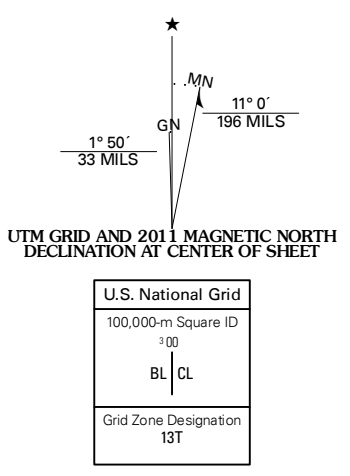 ★
MN
11° 0´
196 MILS
GN
1° 50´
33 MILS
UTM GRID AND 2011 MAGNETIC NORTH
DECLINATION AT CENTER OF SHEET
U.S. National Grid
100,000-m Square ID
³00
BL CL
Grid Zone Designation
13T